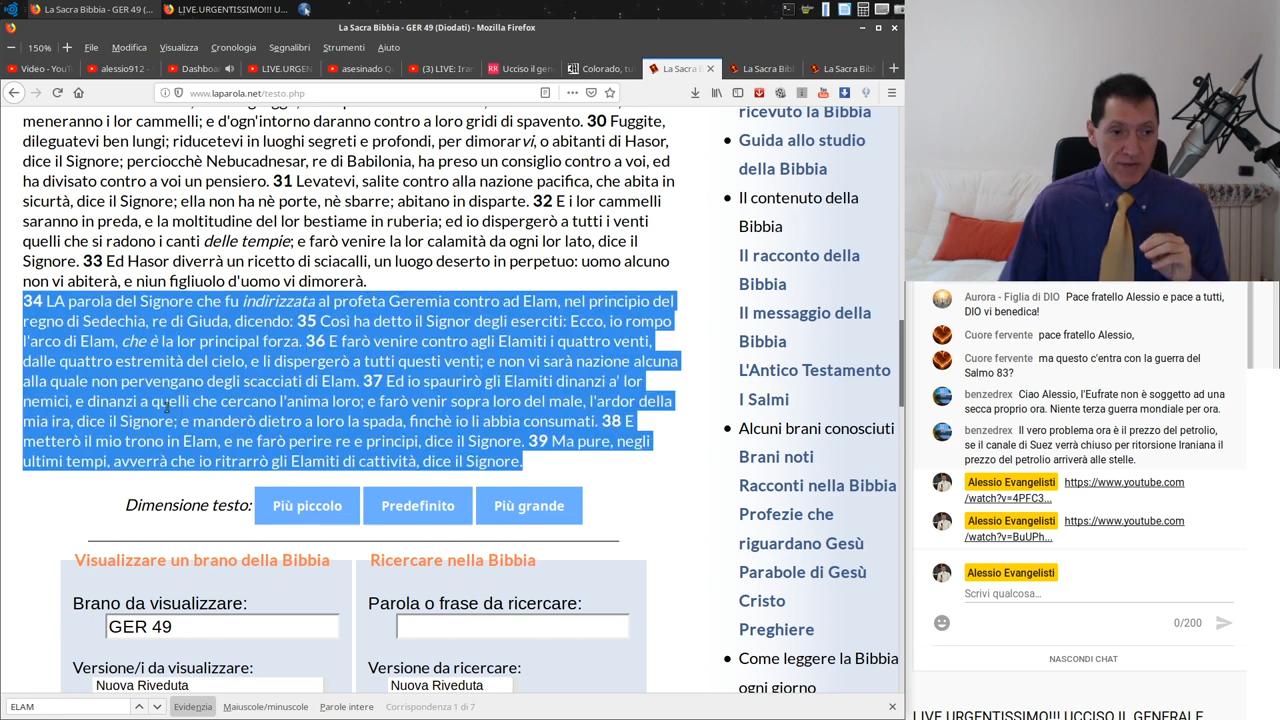 La Sacra Bibbia - GER 49 (...
LIVE.URGENTISSIMO!!! U...
La Sacra Bibbia - GER 49 (Diodati) - Mozilla Firefox
150%
File Modifica Visualizza Cronologia Segnalibri Strumenti Aiuto
Video - YouT
alessio912 -
Dashboa
LIVE.URGEN
asesinado Q
(3) LIVE: Ira
Ucciso il gen
Colorado, tu
La Sacra
La Sacra Bibl
La Sacra Bibl
www.laparola.net/testo.php
meneranno i lor cammelli; e d'ogn'intorno daranno contro a loro gridi di spavento. 30 Fuggite,
dileguatevi ben lungi; riducetevi in luoghi segreti e profondi, per dimorarvi, o abitanti di Hasor,
dice il Signore; perciocchè Nebucadnesar, re di Babilonia, ha preso un consiglio contro a voi, ed
ha divisato contro a voi un pensiero. 31 Levatevi, salite contro alla nazione pacifica, che abita in
sicurtà, dice il Signore; ella non ha nè porte, nè sbarre; abitano in disparte. 32 E i lor cammelli
saranno in preda, e la moltitudine del lor bestiame in ruberia; ed io dispergerò a tutti i venti
quelli che si radono i canti delle tempie; e farò venire la lor calamità da ogni lor lato, dice il
Signore. 33 Ed Hasor diverrà un ricetto di sciacalli, un luogo deserto in perpetuo: uomo alcuno
non vi abiterà, e niun figliuolo d'uomo vi dimorerà.
34 LA parola del Signore che fu indirizzata al profeta Geremia contro ad Elam, nel principio del
regno di Sedechia, re di Giuda, dicendo: 35 Così ha detto il Signor degli eserciti: Ecco, io rompo
l'arco di Elam, che è la lor principal forza. 36 E farò venire contro agli Elamiti i quattro venti,
dalle quattro estremità del cielo, e li dispergerò a tutti questi venti; e non vi sarà nazione alcuna
alla quale non pervengano degli scacciati di Elam. 37 Ed io spaurirò gli Elamiti dinanzi a' lor
nemici, e dinanzi a quelli che cercano l'anima loro; e farò venir sopra loro del male, l'ardor della
mia ira, dice il Signore; e manderò dietro a loro la spada, finchè io li abbia consumati. 38 E
metterò il mio trono in Elam, e ne farò perire re e principi, dice il Signore. 39 Ma pure, negli
ultimi tempi, avverrà che io ritrarrò gli Elamiti di cattività, dice il Signore.
Dimensione testo: Più piccolo Predefinito Più grande
Visualizzare un brano della Bibbia
Brano da visualizzare:
GER 49
Versione/i da visualizzare:
Nuova Riveduta
Ricercare nella Bibbia
Parola o frase da ricercare:
Versione da ricercare:
Nuova Riveduta
ricevuto la Bibbia
Guida allo studio
della Bibbia
Il contenuto della
Bibbia
Il racconto della
Bibbia
Il messaggio della
Bibbia
L'Antico Testamento
I Salmi
Alcuni brani conosciuti
Brani noti
Racconti nella Bibbia
Profezie che
riguardano Gesù
Parabole di Gesù
Cristo
Preghiere
Come leggere la Bibbia
ogni giorno
ELAM
Evidenzia Maiuscole/minuscole Parole intere Corrispondenza 1 di 7
Aurora - Figlia di DIO Pace fratello Alessio e pace a tutti,
DIO vi benedica!
Cuore fervente pace fratello Alessio,
Cuore fervente ma questo c'entra con la guerra del
Salmo 83?
benzedrex Ciao Alessio, l'Eufrate non è soggetto ad una
secca proprio ora. Niente terza guerra mondiale per ora.
benzedrex Il vero problema ora è il prezzo del petrolio,
se il canale di Suez verrà chiuso per ritorsione Iraniana il
prezzo del petrolio arriverà alle stelle.
Alessio Evangelisti https://www.youtube.com
/watch?v=4PFC3...
Alessio Evangelisti https://www.youtube.com
/watch?v=BuUPh...
Alessio Evangelisti
Scrivi qualcosa...
0/200
NASCONDI CHAT
LIVE.URGENTISSIMO!!! UCCISO IL GENERALE